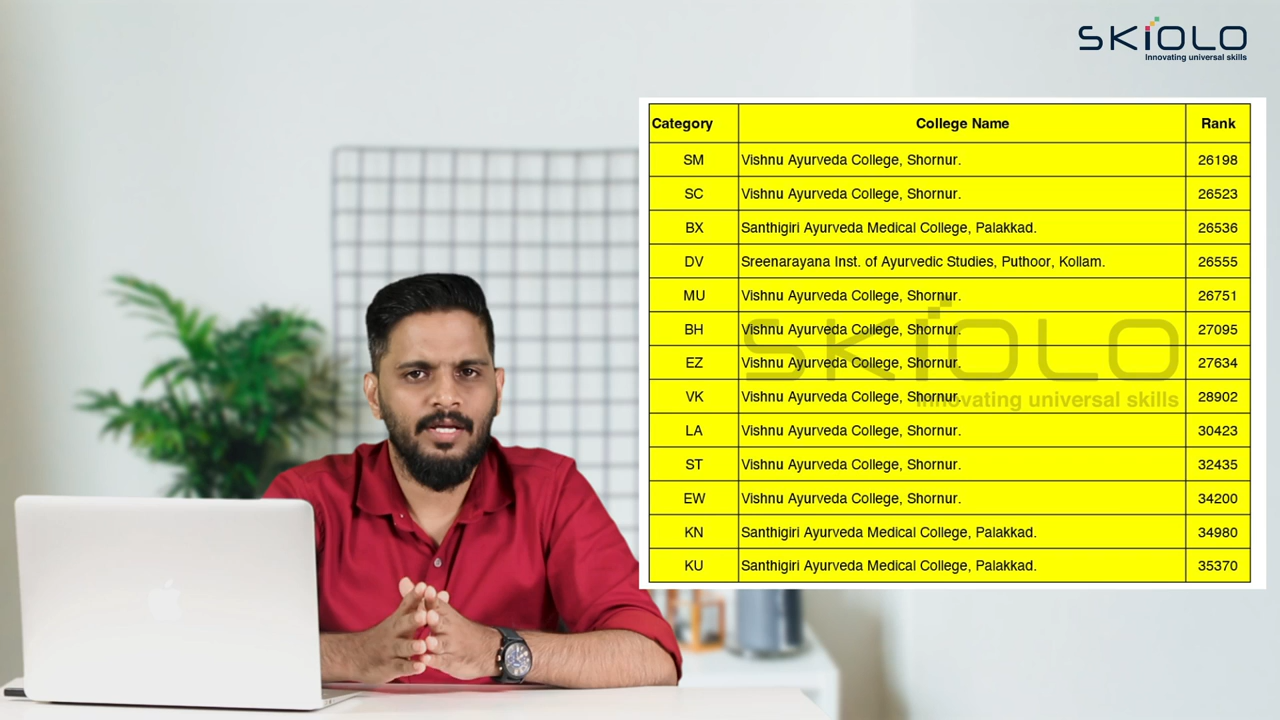 SKIOLO
Innovating universal skills
Category College Name Rank
SM Vishnu Ayurveda College, Shornur. 26198
SC Vishnu Ayurveda College, Shornur. 26523
BX Santhigiri Ayurveda Medical College, Palakkad. 26536
DV Sreenarayana Inst. of Ayurvedic Studies, Puthoor, Kollam. 26555
MU Vishnu Ayurveda College, Shornur. 26751
BH Vishnu Ayurveda College, Shornur. 27095
EZ Vishnu Ayurveda College, Shornur. 27634
VK Vishnu Ayurveda College, Shornur. 28902
LA Vishnu Ayurveda College, Shornur. 30423
ST Vishnu Ayurveda College, Shornur. 32435
EW Vishnu Ayurveda College, Shornur. 34200
KN Santhigiri Ayurveda Medical College, Palakkad. 34980
KU Santhigiri Ayurveda Medical College, Palakkad. 35370
SKIOLO
Innovating universal skills